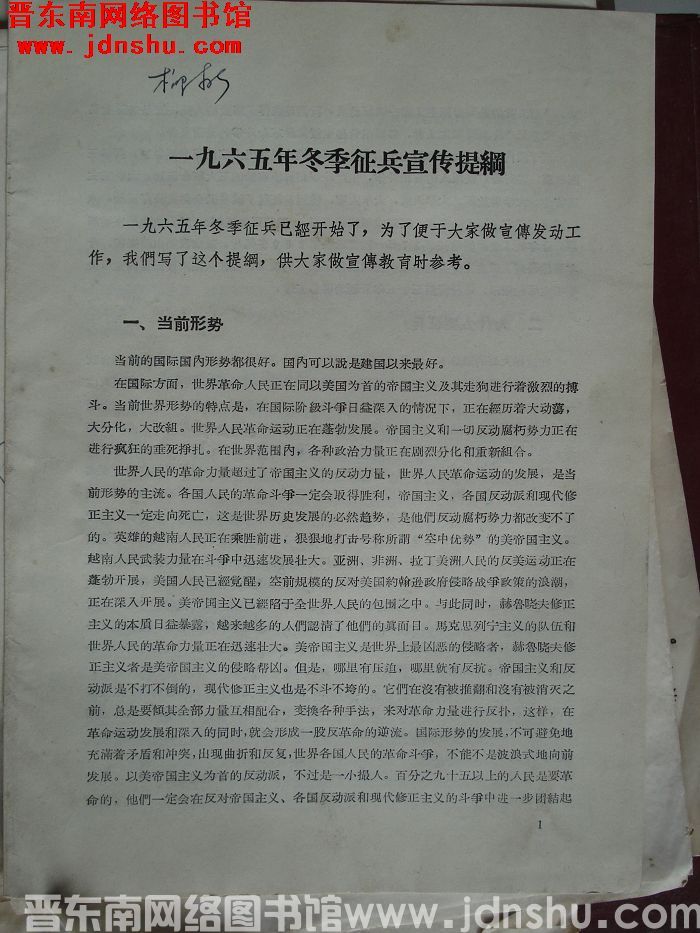 晋东南网络图书馆
www.jdnshu.com
一九六五年冬季征兵宣传提綱
一九六五年冬季征兵已經开始了，为了便于大家做宣傳发动工
作，我們写了这个提綱，供大家做宣傳教育时参考。
一、当前形势
当前的国际国內形势都很好。国內可以說是建国以来最好。
在国际方面，世界革命人民正在同以美国为首的帝国主义及其走狗进行着激烈的搏
斗。当前世界形势的特点是，在国际阶級斗爭日益深入的情况下，正在經历着大动蕩，
大分化，大改組。世界革命运动正在蓬勃发展。帝国主义和一切反动腐朽势力正在
进行疯狂的垂死挣扎。在世界范围內，各种政治力量正在剧烈分化和重新組合。
世界人民的革命力量超过了帝国主义的反动力量，世界人民革命运动的发展，是当
前形势的主流。各国人民的革命斗爭一定会取得胜利，帝国主义，各国反动派和現代修
正主义一定走向死亡，这是世界历史发展的必然趋势，是他們反动腐朽势力都改变不了
的。英雄的越南人民正在乘胜前进，狠狠地打击号称所謂“空中优势”的美帝国主义。
越南人民武装力量在斗爭中迅速发展壮大。亚洲、非洲、拉丁美洲人民的反美运动正在
蓬勃开展，美国人民已經覚醒，空前規模的反对美国約翰逊政府侵略战爭政策的浪潮，
正在深入开展。美帝国主义已經陷于全世界人民的包围之中。与此同时，赫魯晓夫修正
主义的本质日益暴露，越来越多的人們認清了他們的眞面目。馬克思列宁主义的队伍和
世界人民的革命力量正在迅速壮大。美帝国主义是世界上最凶恶的侵略者，赫魯晓夫修
正主义者是美帝国主义的侵略帮凶。但是，哪里有压迫，哪里就有反抗。帝国主义和反
动派是不打不倒的，現代修正主义也是不斗不垮的。它們在沒有被推翻和沒有被消灭之
前，总是要傾其全部力量互相配合，变換各种手法，来对革命力量进行反扑，这样，在
革命运动发展和深入的同时，就会形成一股反革命的逆流。国际形势的发展，不可避免地
充滿着矛盾和冲突，出現曲折和反复，世界各国人民的革命斗爭，不能不是波浪式地向前
发展。以美帝国主义为首的反动派，不过是一小撮人。百分之九十五以上的人民是要革
命的，他們一定会在反对帝国主义、各国反动派和現代修正主义的斗爭中进一步团結起
1
晋东南网络图书馆www.jdnshu.com